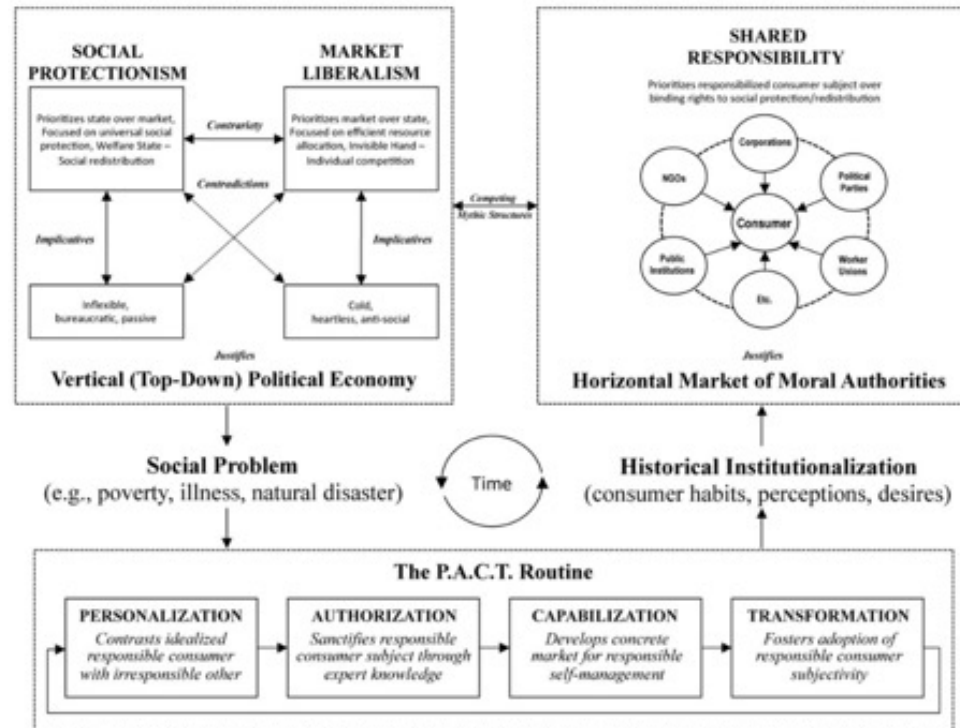 SOCIAL
PROTECTIONISM
Prioritizes state over market,
Focused on universal social
protection, Welfare State –
Social redistribution
Contrariety
MARKET
LIBERALISM
Prioritizes market over state,
Focused on efficient resource
allocation, Invisible Hand –
Individual competition
Contradictions
Implicatives
Implicatives
Inflexible,
bureaucratic, passive
Cold,
heartless, anti-social
Justifies
Vertical (Top-Down) Political Economy
Competing
Mythic Structures
SHARED
RESPONSIBILITY
Prioritizes responsibilized consumer subject over
binding rights to social protection/redistribution
Corporations
NGOs
Political
Parties
Consumer
Public
Institutions
Worker
Unions
Etc.
Justifies
Horizontal Market of Moral Authorities
Social Problem
(e.g., poverty, illness, natural disaster)
Time
Historical Institutionalization
(consumer habits, perceptions, desires)
The P.A.C.T. Routine
PERSONALIZATION
Contrasts idealized
responsible consumer
with irresponsible other
AUTHORIZATION
Sanctifies responsible
consumer subject through
expert knowledge
CAPABILIZATION
Develops concrete
market for responsible
self-management
TRANSFORMATION
Fosters adoption of
responsible consumer
subjectivity